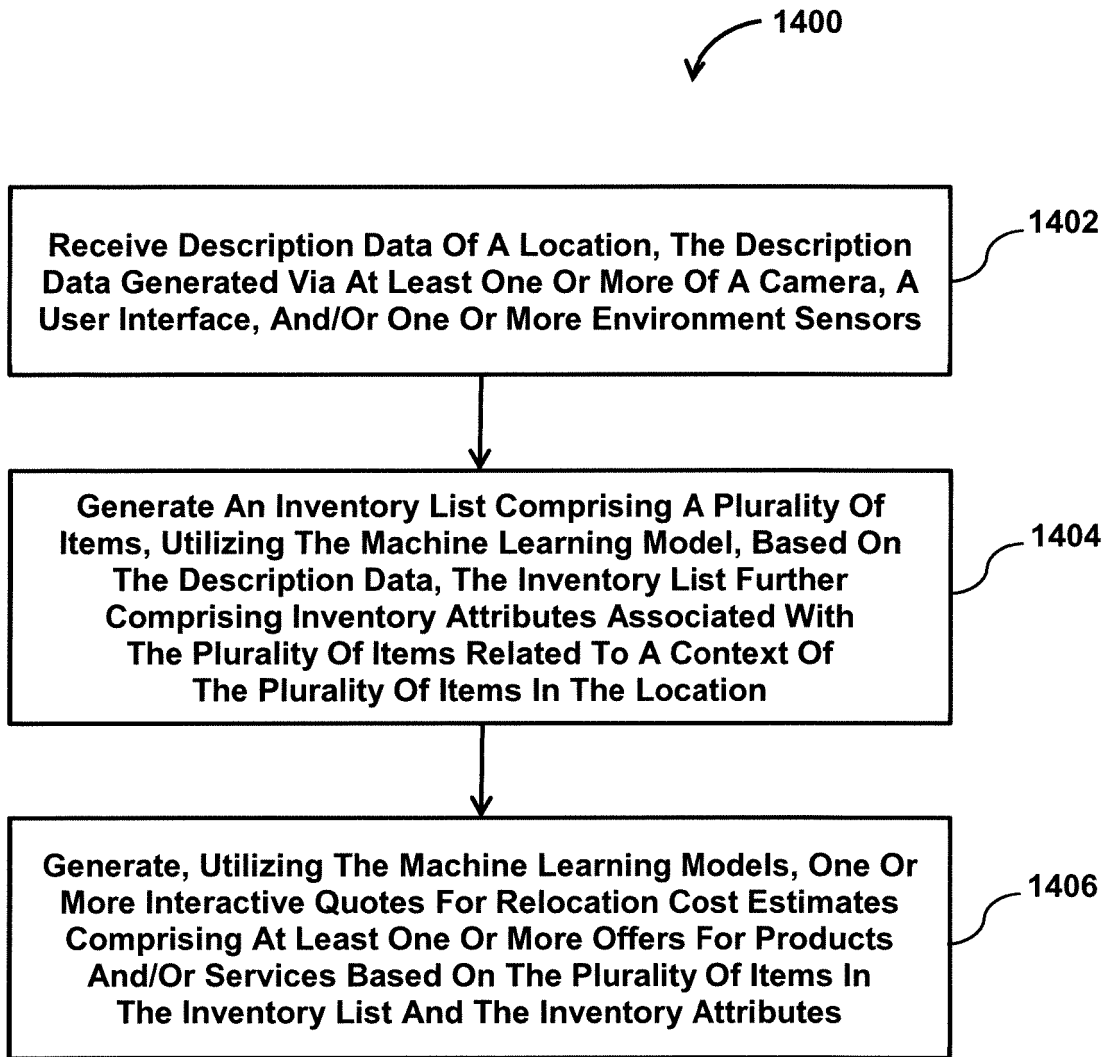 1400
Receive Description Data Of A Location, The Description
Data Generated Via At Least One Or More Of A Camera, A
User Interface, And/Or One Or More Environment Sensors
1402
Generate An Inventory List Comprising A Plurality Of
Items, Utilizing The Machine Learning Model, Based On
The Description Data, The Inventory List Further
Comprising Inventory Attributes Associated With
The Plurality Of Items Related To A Context Of
The Plurality Of Items In The Location
1404
Generate, Utilizing The Machine Learning Models, One Or
More Interactive Quotes For Relocation Cost Estimates
Comprising At Least One Or More Offers For Products
And/Or Services Based On The Plurality Of Items In
The Inventory List And The Inventory Attributes
1406